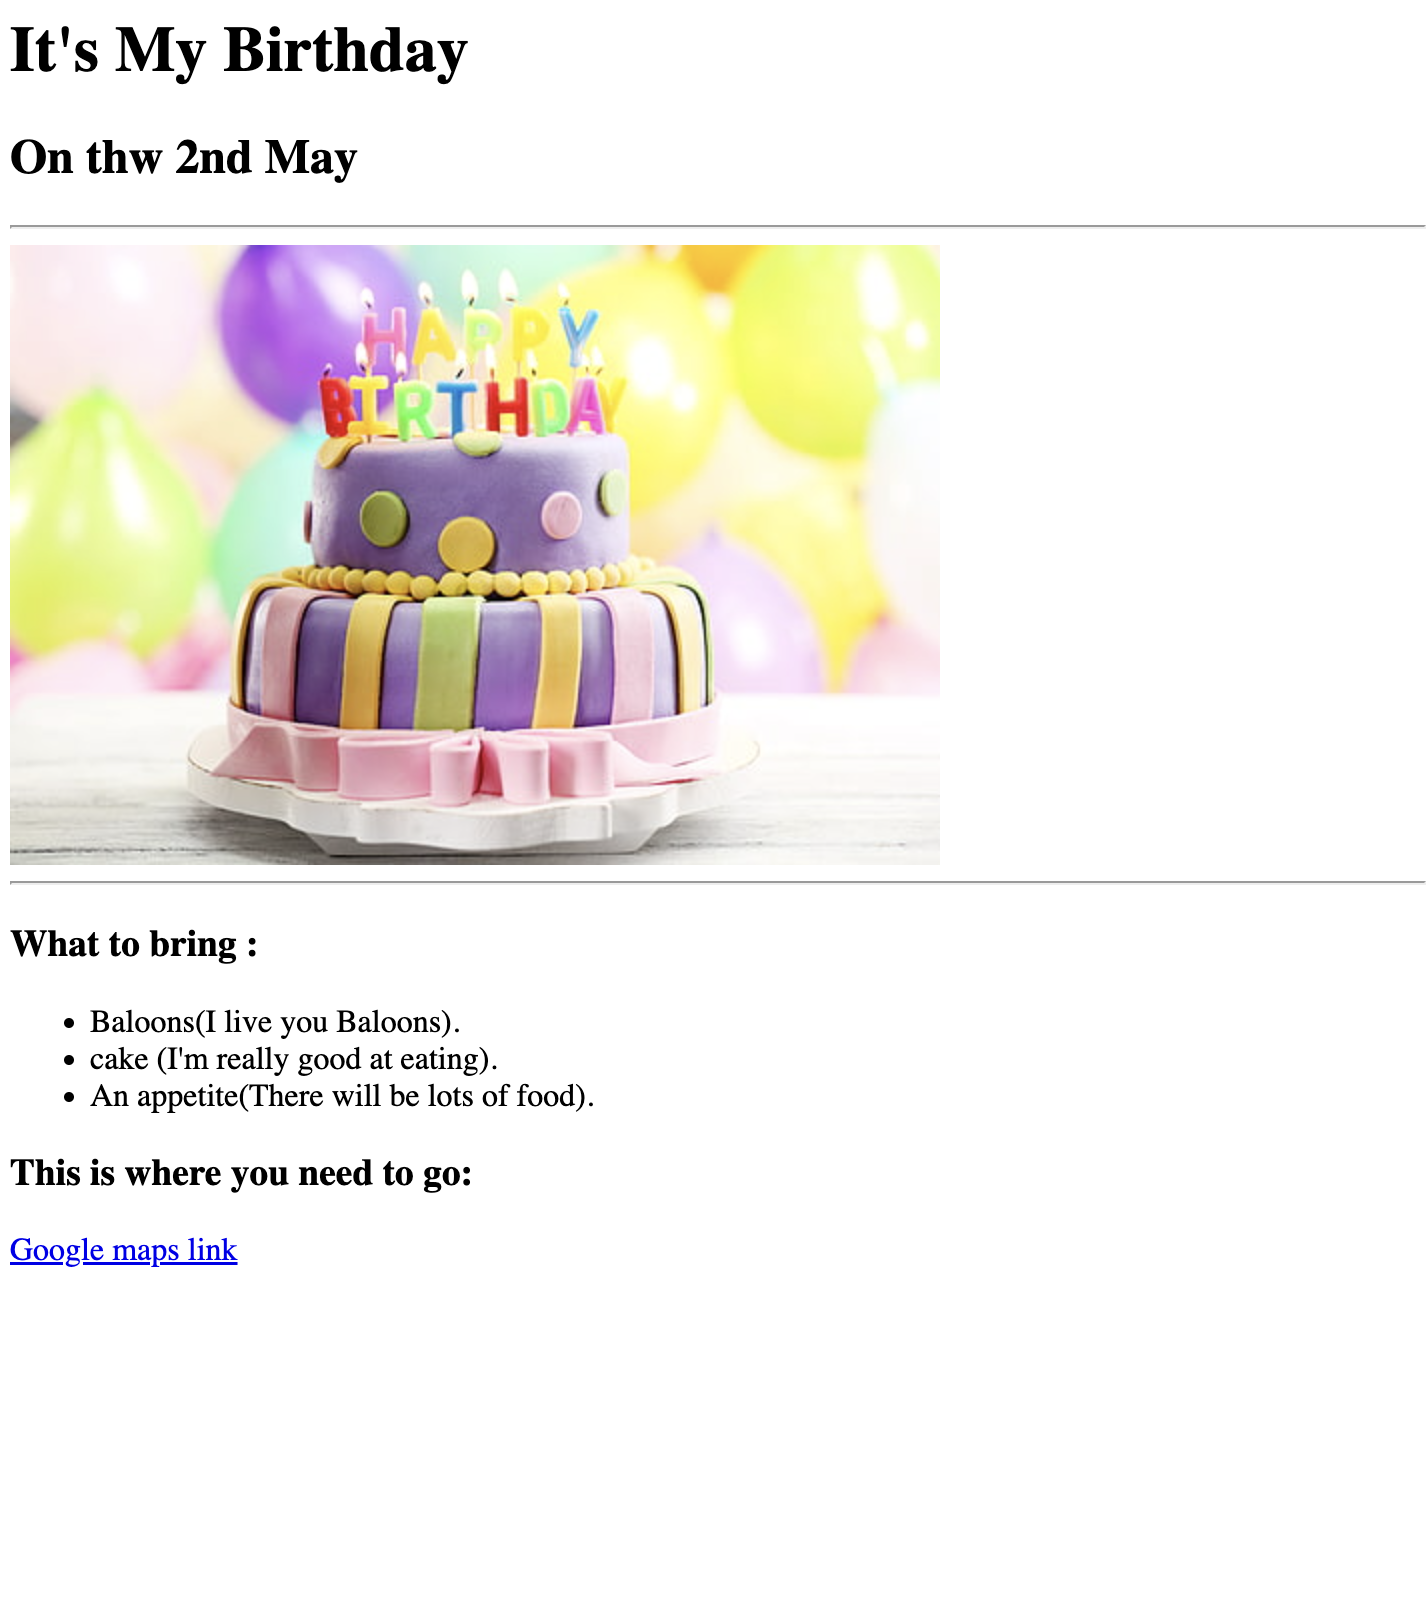 It's My Birthday
On thw 2nd May
HAPPY
BIRTHDAY
What to bring :
Baloons(I live you Baloons).
cake (I'm really good at eating).
An appetite(There will be lots of food).
This is where you need to go:
Google maps link